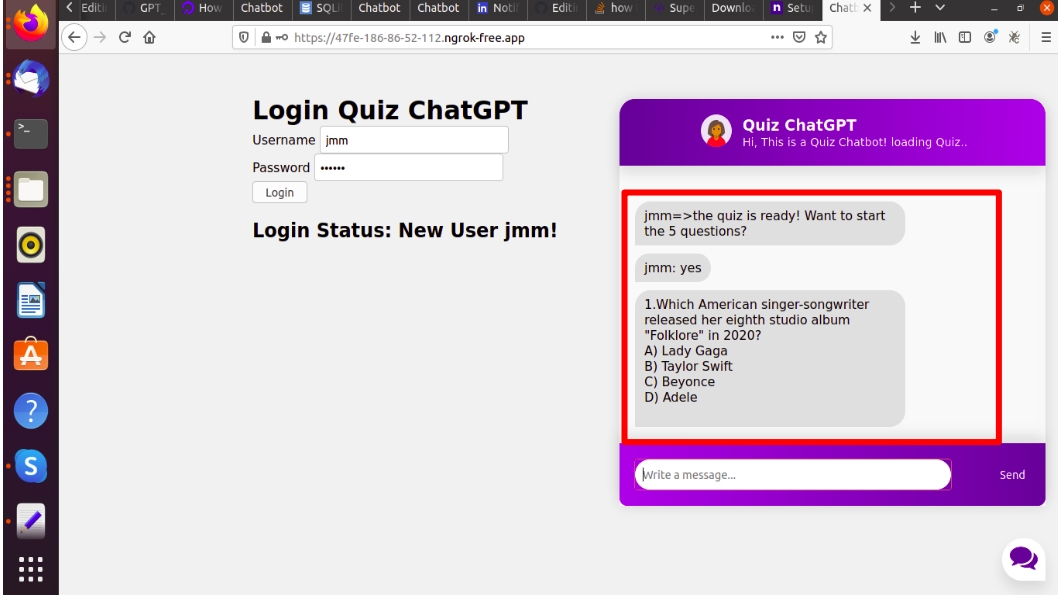 Editi
GPT_
How
Chatbot
SQLi
Chatbot
Chatbot
in Notif
Editi
how
Supe
Downlo
n Setu
Chatb
https://47fe-186-86-52-112.ngrok-free.app
Login Quiz ChatGPT
Username jmm
Password ••••••
Login
Login Status: New User jmm!
Quiz ChatGPT
Hi, This is a Quiz Chatbot! loading Quiz..
jmm=>the quiz is ready! Want to start
the 5 questions?
jmm: yes
1.Which American singer-songwriter
released her eighth studio album
"Folklore" in 2020?
A) Lady Gaga
B) Taylor Swift
C) Beyonce
D) Adele
Write a message...
Send